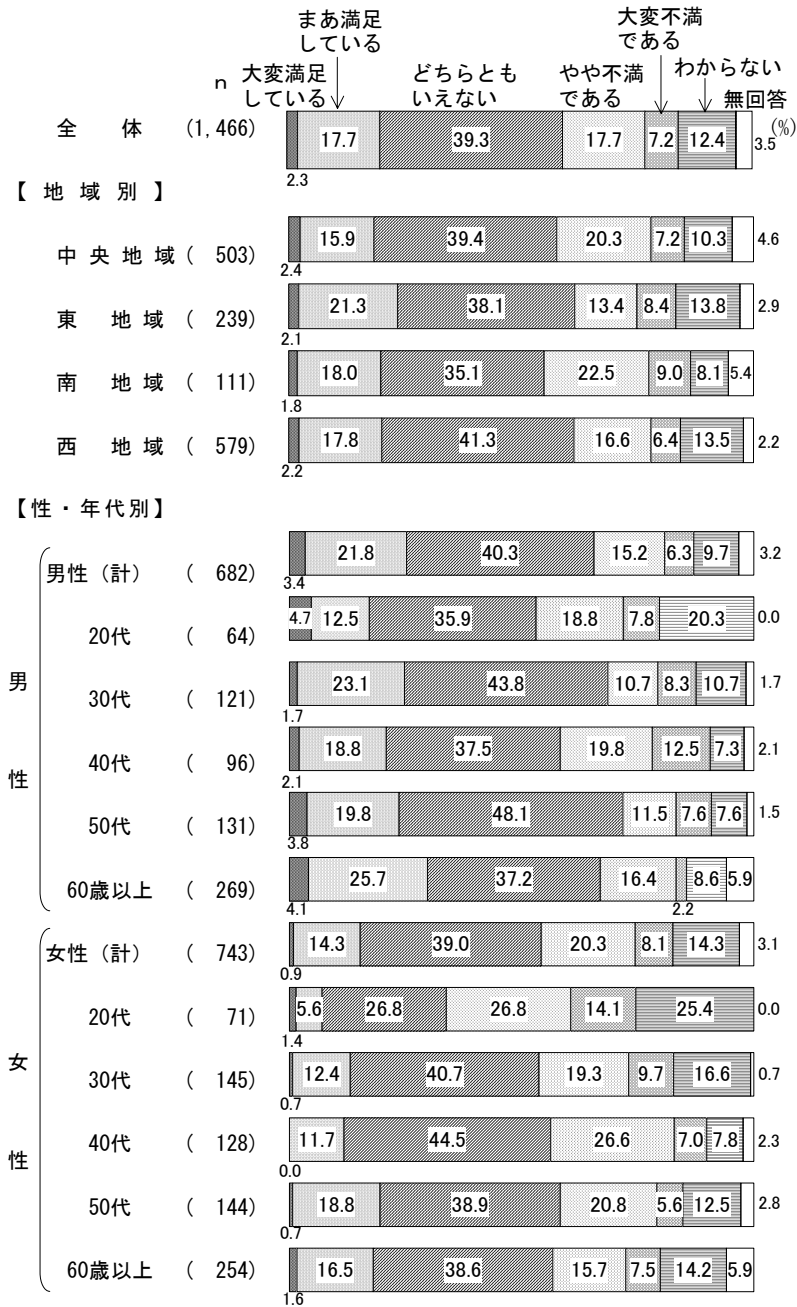 まあ満足
している
大変不満
である
n
大変満足
している
どちらとも
いえない
やや不満
である
わからない
無回答
全　体 (1,466) 17.7 39.3 17.7 7.2 12.4 3.5 (%)
2.3
【地域別】
中央地域 ( 503) 15.9 39.4 20.3 7.2 10.3 4.6
2.4
東　地域 ( 239) 21.3 38.1 13.4 8.4 13.8 2.9
2.1
南　地域 ( 111) 18.0 35.1 22.5 9.0 8.1 5.4
1.8
西　地域 ( 579) 17.8 41.3 16.6 6.4 13.5 2.2
2.2
【性・年代別】
男性
男性（計） ( 682) 21.8 40.3 15.2 6.3 9.7 3.2
3.4
20代 ( 64) 4.7 12.5 35.9 18.8 7.8 20.3 0.0
30代 ( 121) 23.1 43.8 10.7 8.3 10.7 1.7
1.7
40代 ( 96) 18.8 37.5 19.8 12.5 7.3 2.1
2.1
50代 ( 131) 19.8 48.1 11.5 7.6 7.6 1.5
3.8
60歳以上 ( 269) 25.7 37.2 16.4 8.6 5.9
4.1 2.2
女性
女性（計） ( 743) 14.3 39.0 20.3 8.1 14.3 3.1
0.9
20代 ( 71) 5.6 26.8 26.8 14.1 25.4 0.0
1.4
30代 ( 145) 12.4 40.7 19.3 9.7 16.6 0.7
0.7
40代 ( 128) 11.7 44.5 26.6 7.0 7.8 2.3
0.0
50代 ( 144) 18.8 38.9 20.8 5.6 12.5 2.8
0.7
60歳以上 ( 254) 16.5 38.6 15.7 7.5 14.2 5.9
1.6